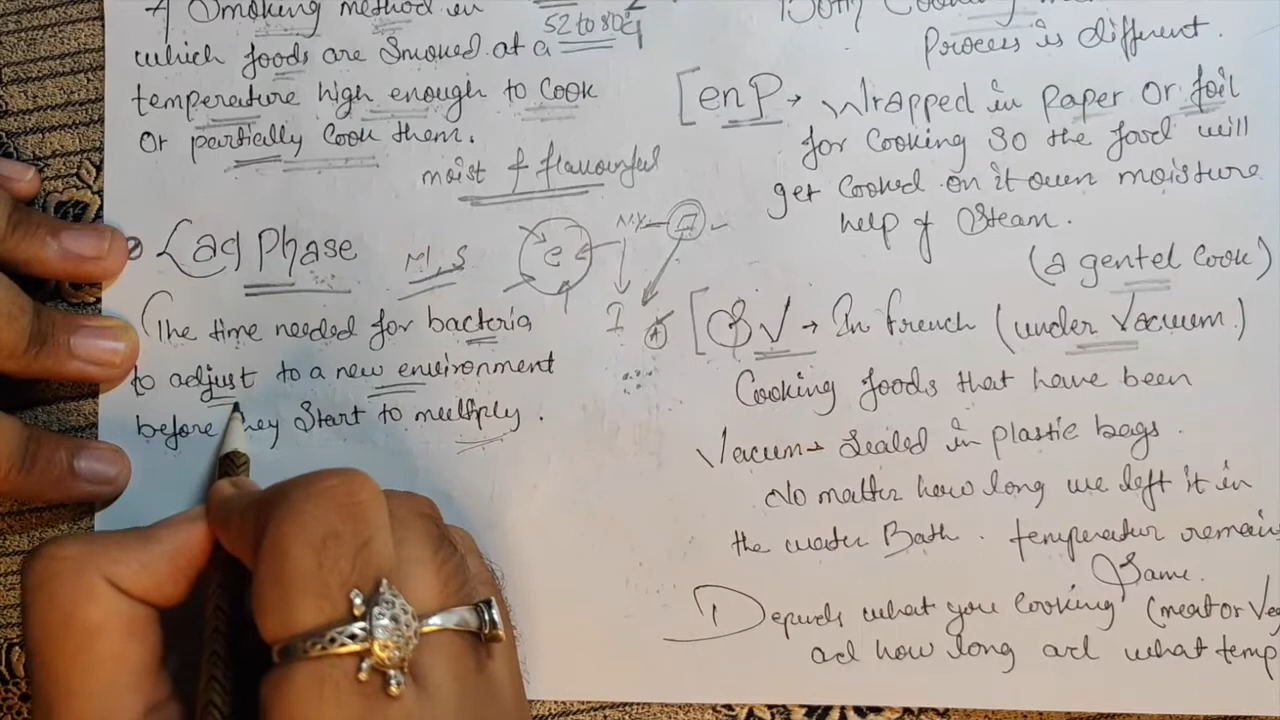 A Smoking method in
52 to 80°c
which foods are Smoked at a
temperature high enough to Cook
Or partially Cook them.
moist & flavourful
Lag Phase
M/S
e
N.Y.
I
A
The time needed for bacteria
to adjust to a new environment
before they Start to multiply.
Process is different.
[enP → Wrapped in Paper Or foil
for Cooking So the food will
get Cooked on it own moisture
help of Steam.
(a gentel Cook)
[SV → In french (under Vacuum)
Cooking foods that have been
Vacum → Sealed in plastic bags.
No matter how long we left it in
the water Bath. temperatur remain
Same.
Depends what you cooking (meat or Veg
ad how long ad what temp